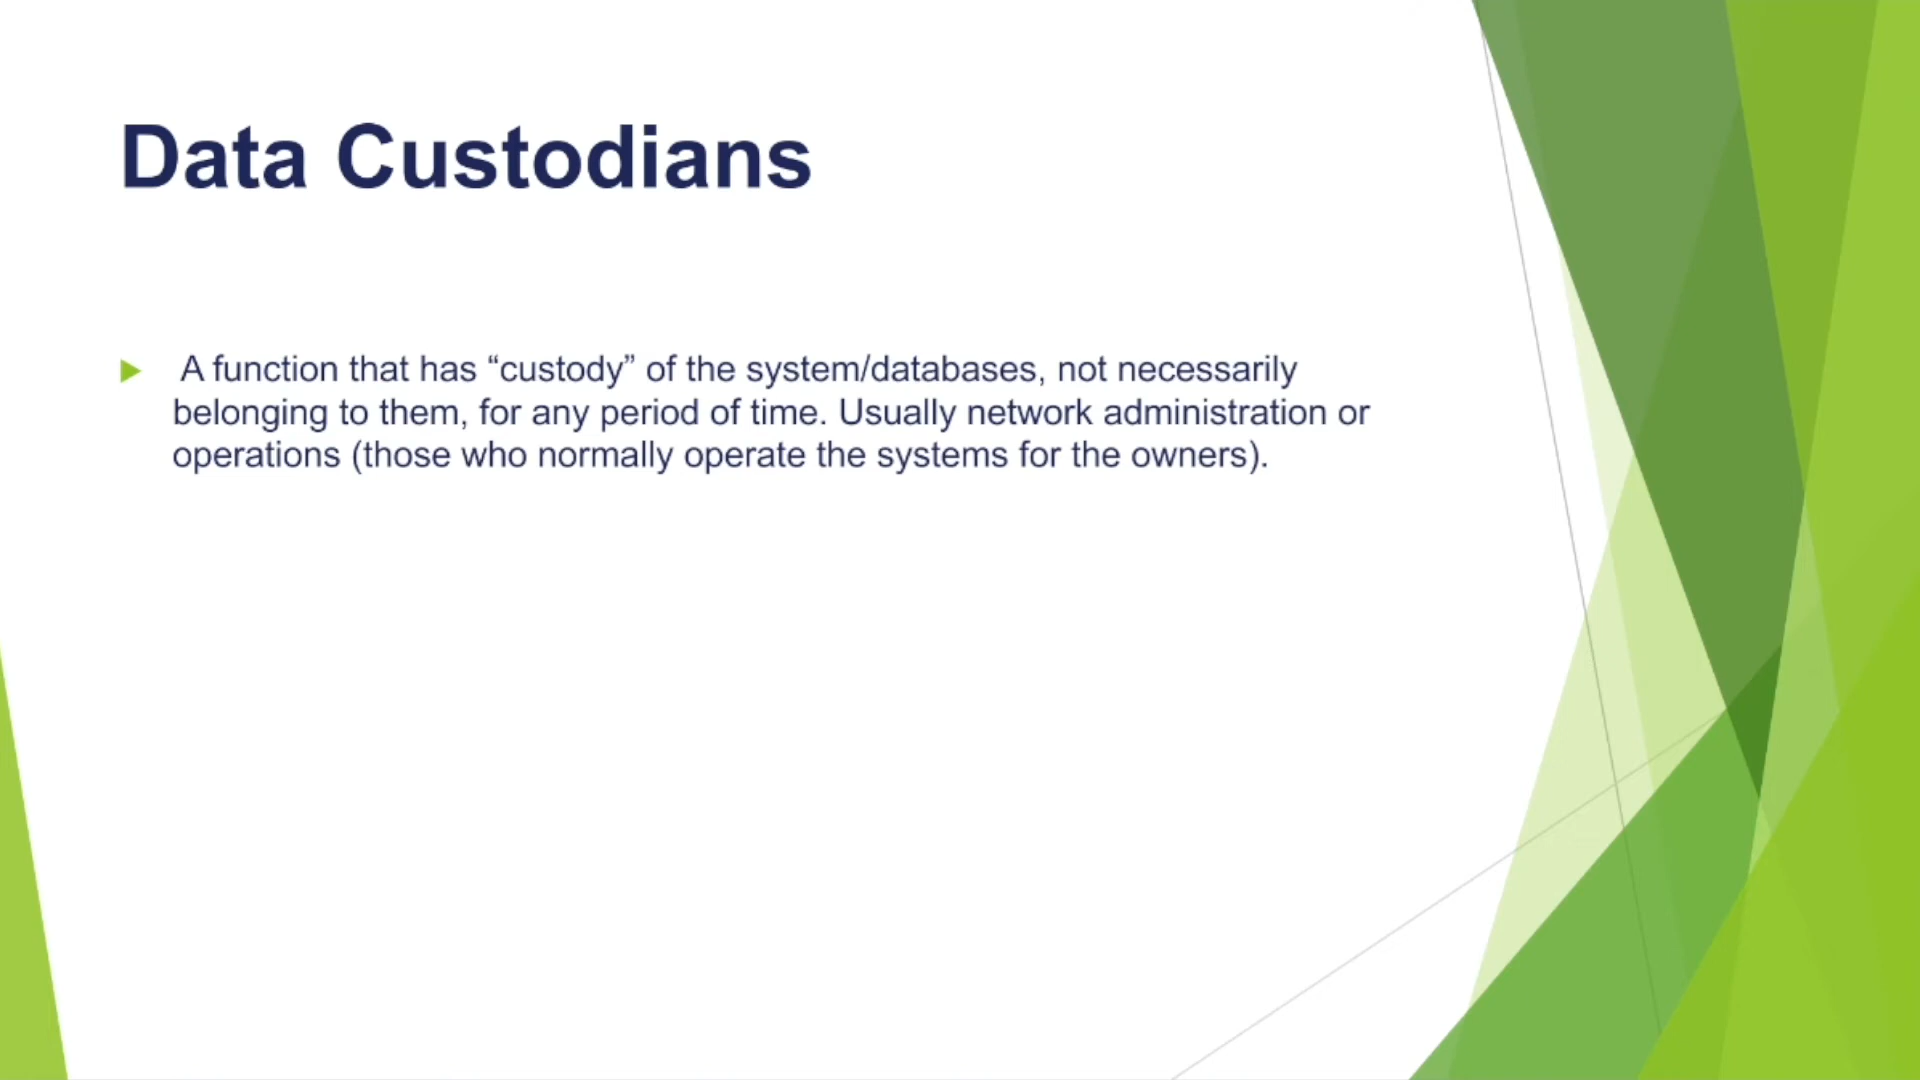 Data Custodians
A function that has “custody” of the system/databases, not necessarily
belonging to them, for any period of time. Usually network administration or
operations (those who normally operate the systems for the owners).